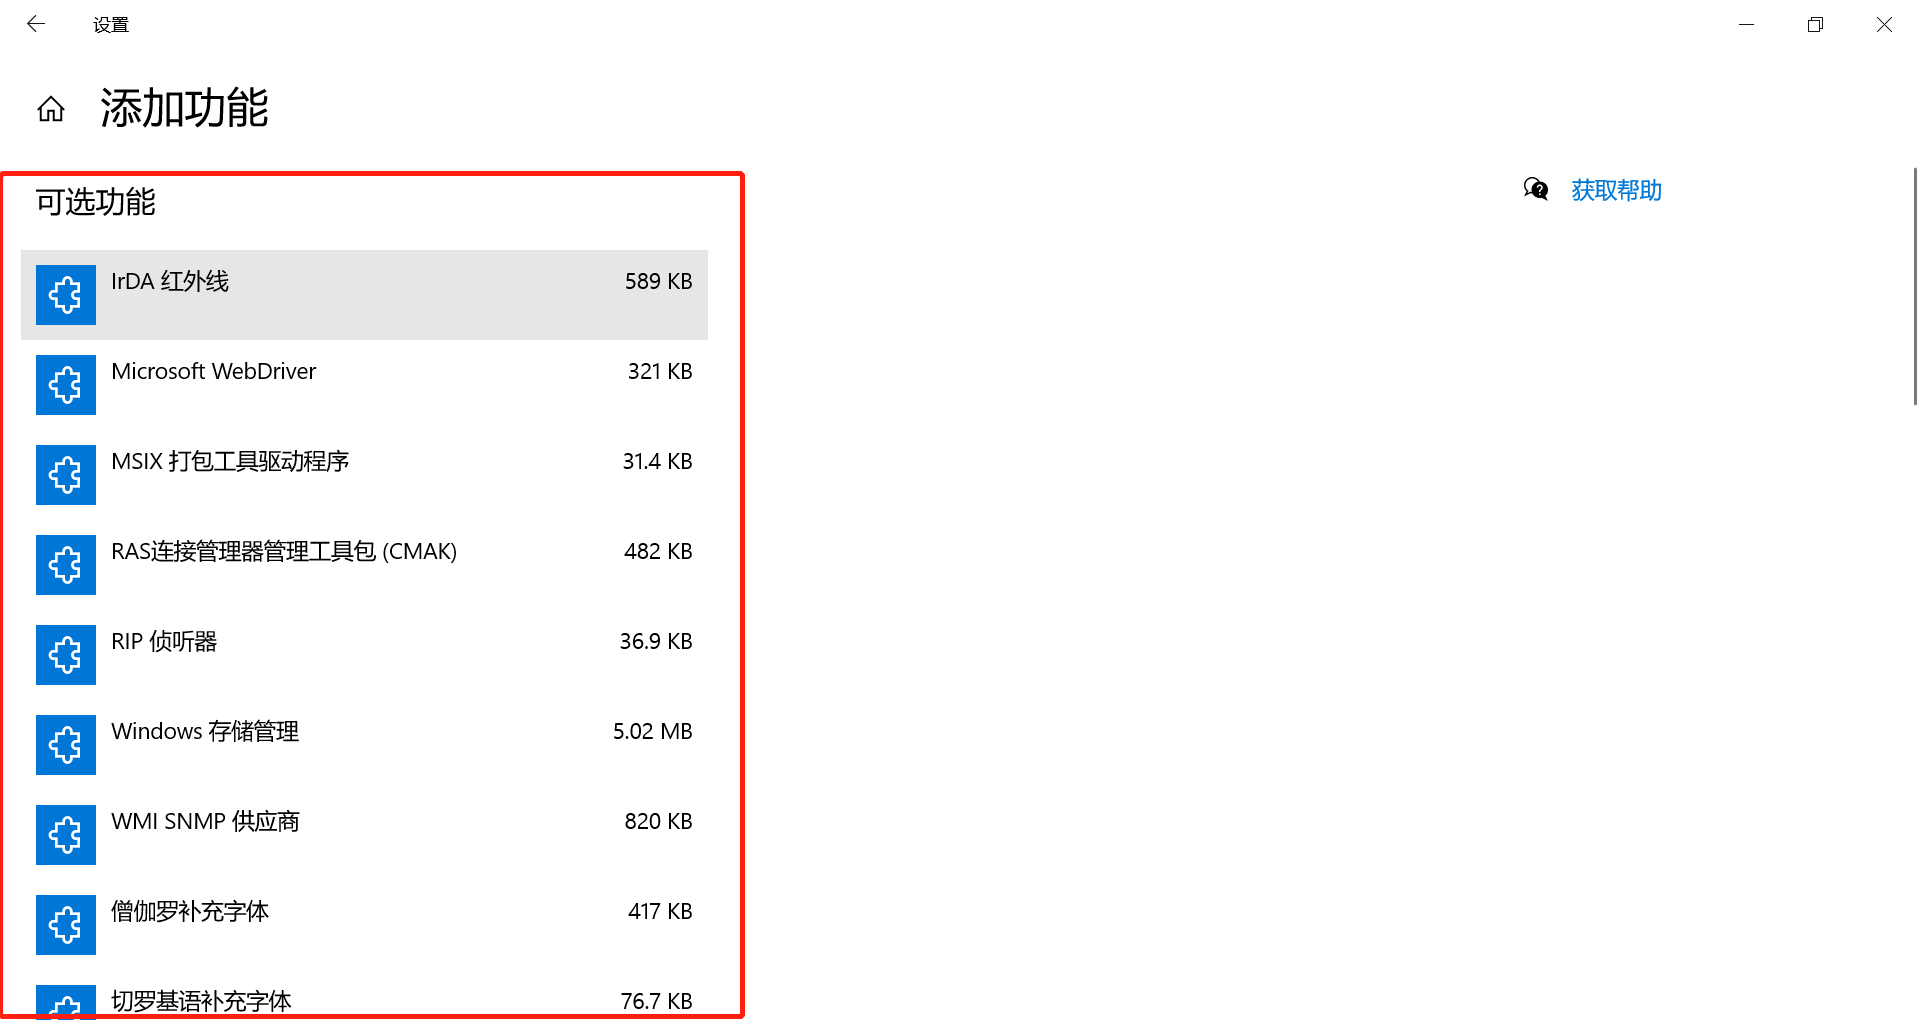 设置
添加功能
可选功能
获取帮助
IrDA 红外线 589 KB
Microsoft WebDriver 321 KB
MSIX 打包工具驱动程序 31.4 KB
RAS连接管理器管理工具包 (CMAK) 482 KB
RIP 侦听器 36.9 KB
Windows 存储管理 5.02 MB
WMI SNMP 供应商 820 KB
僧伽罗补充字体 417 KB
切罗基语补充字体 76.7 KB